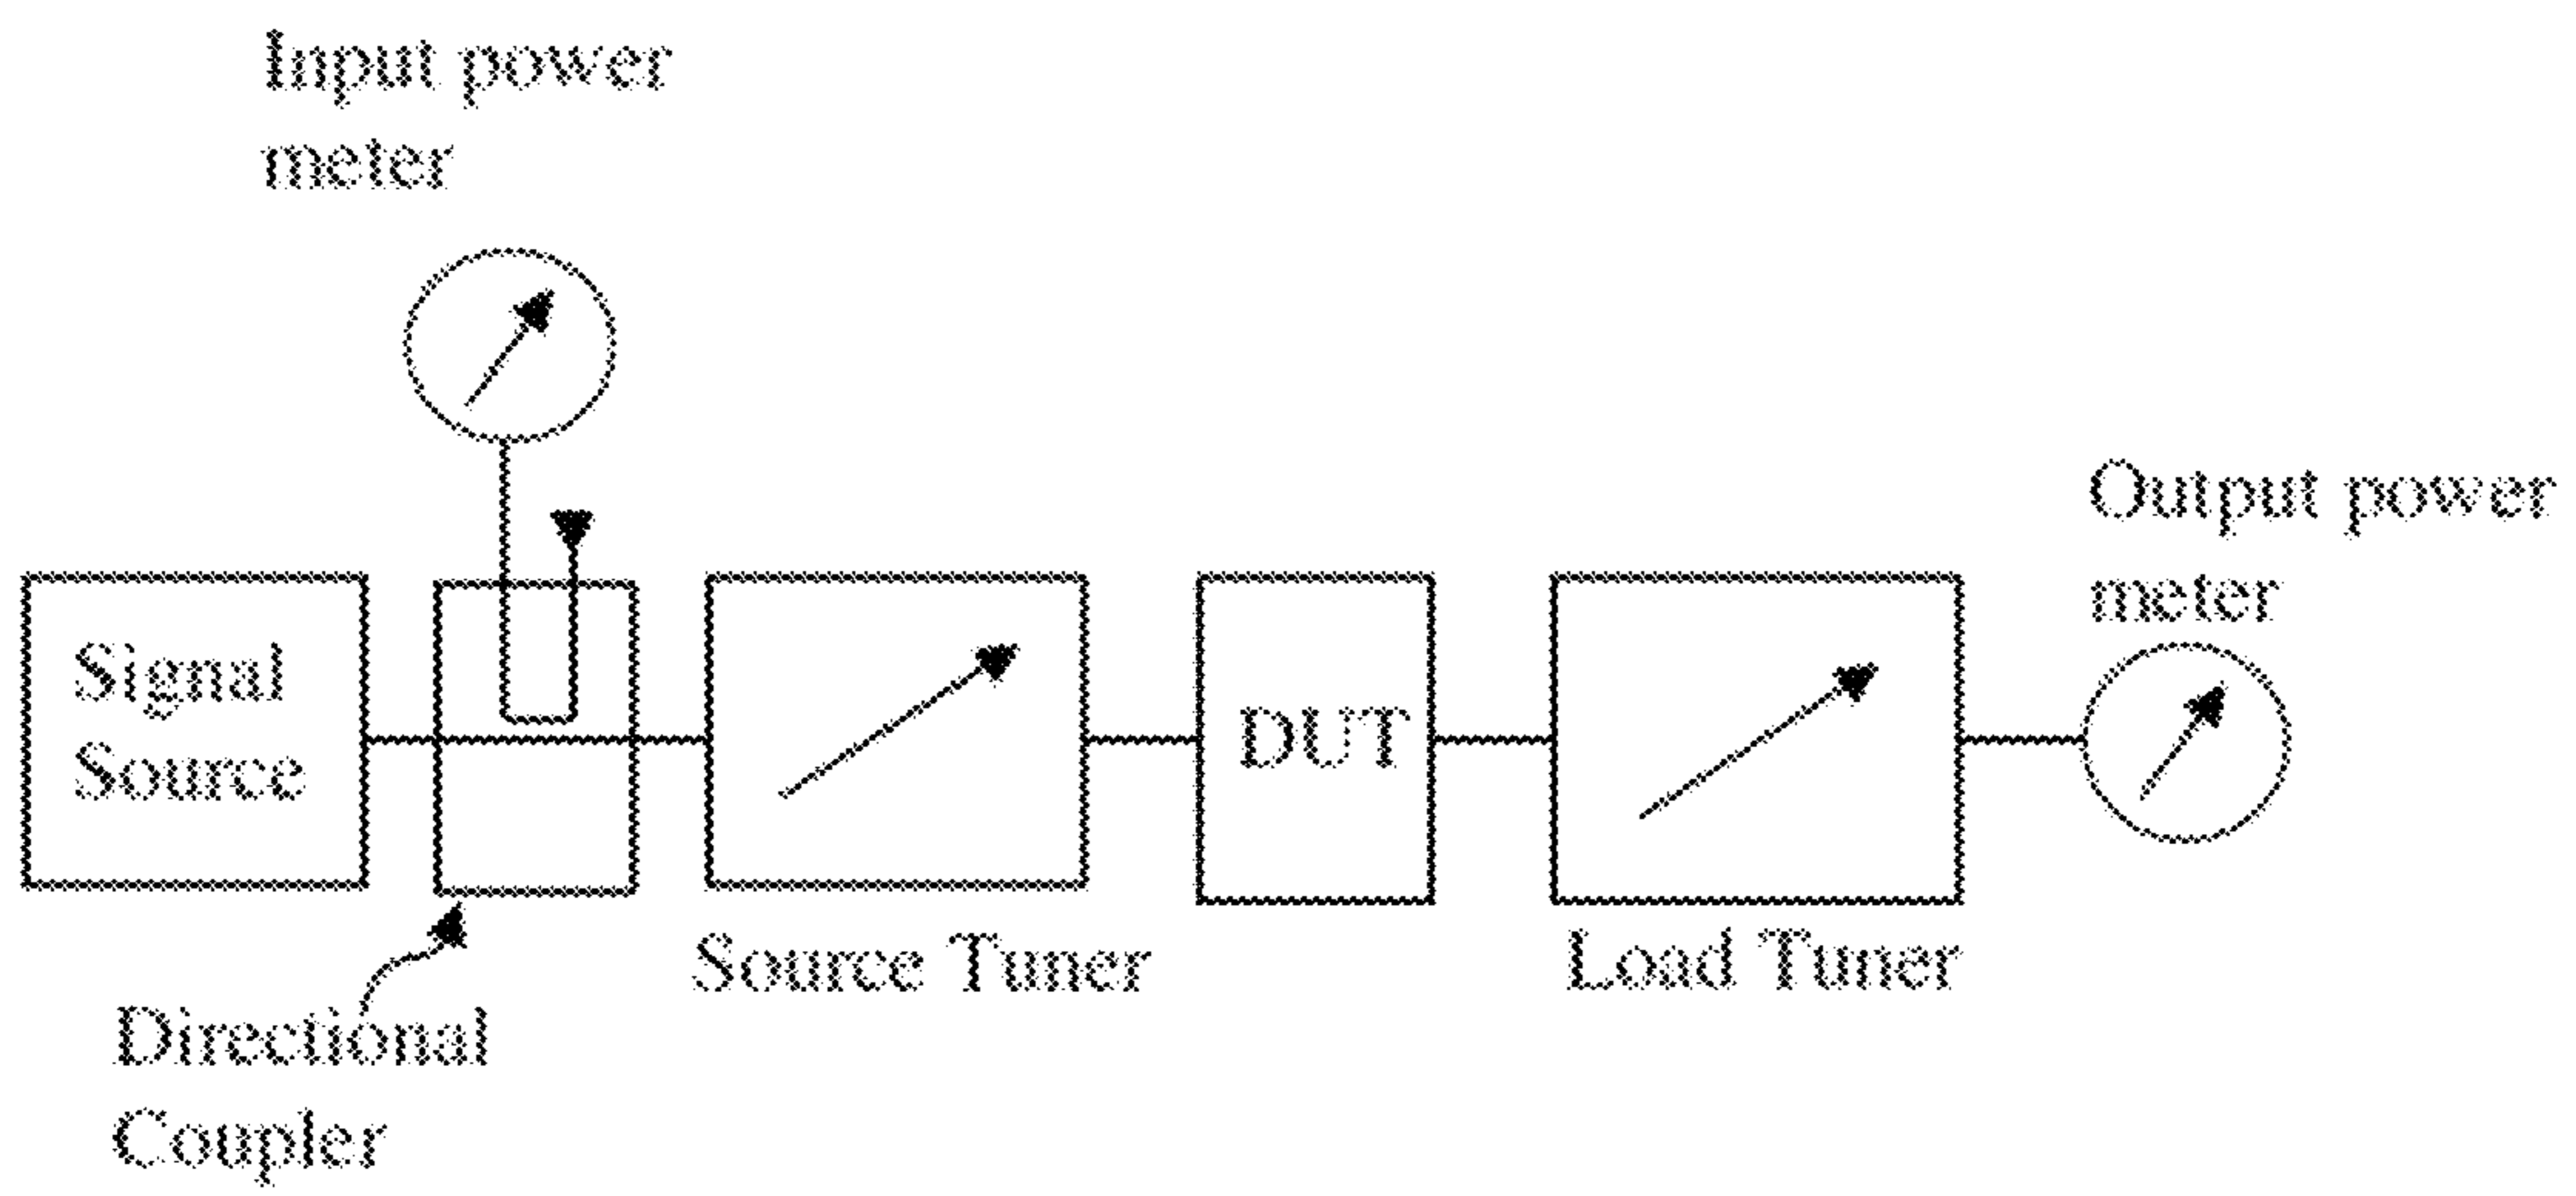 Input power
meter
Output power
meter
Signal
Source
DUT
Source Tuner
Load Tuner
Directional
Coupler